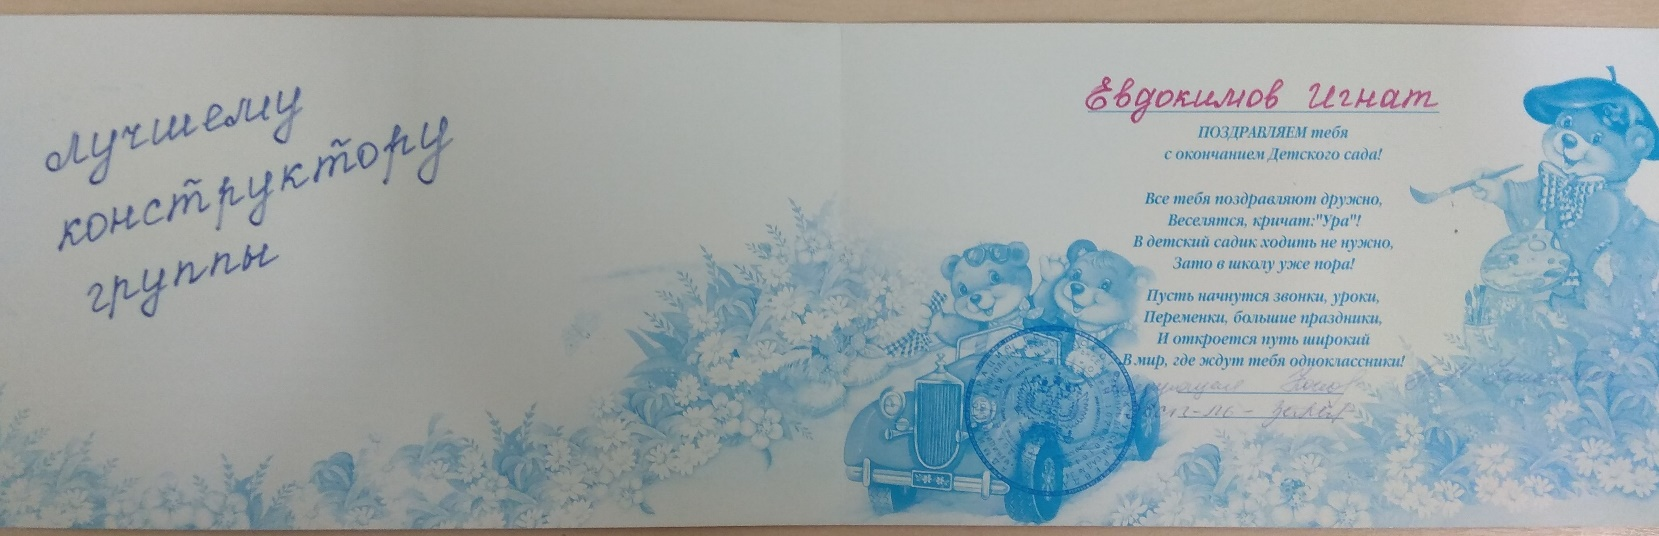 лучшему
конструктору
группы
Евдокимов Игнат
ПОЗДРАВЛЯЕМ тебя
с окончанием Детского сада!
Все тебя поздравляют дружно,
Веселятся, кричат:"Ура"!
В детский садик ходить не нужно,
Зато в школу уже пора!
Пусть начнутся звонки, уроки,
Переменки, большие праздники,
И откроется путь широкий
В мир, где ждут тебя одноклассники!